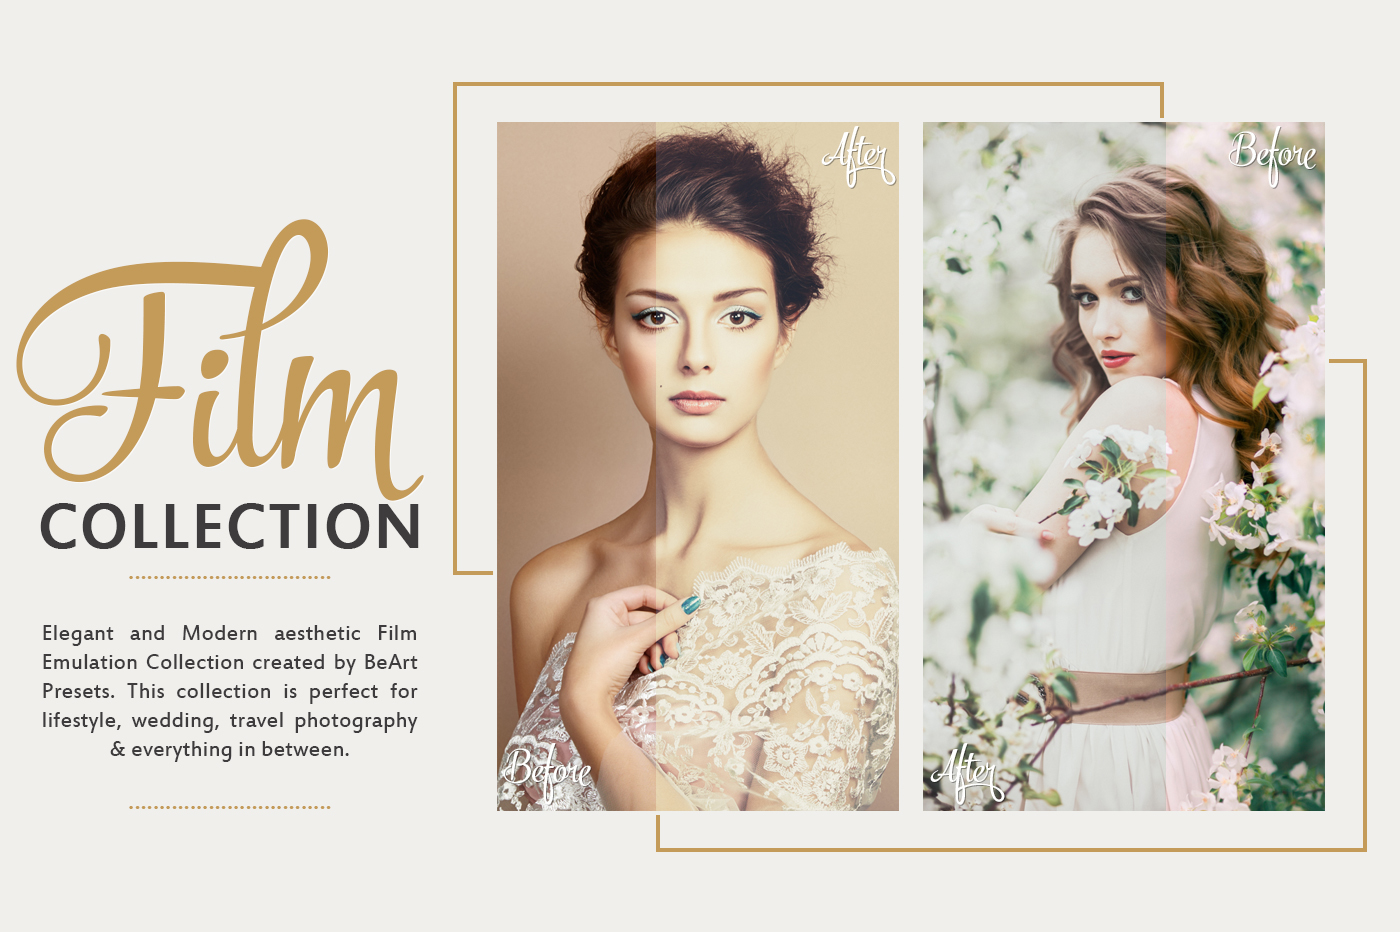 Film
COLLECTION
Elegant and Modern aesthetic Film
Emulation Collection created by BeArt
Presets. This collection is perfect for
lifestyle, wedding, travel photography
& everything in between.
After
Before
Before
After